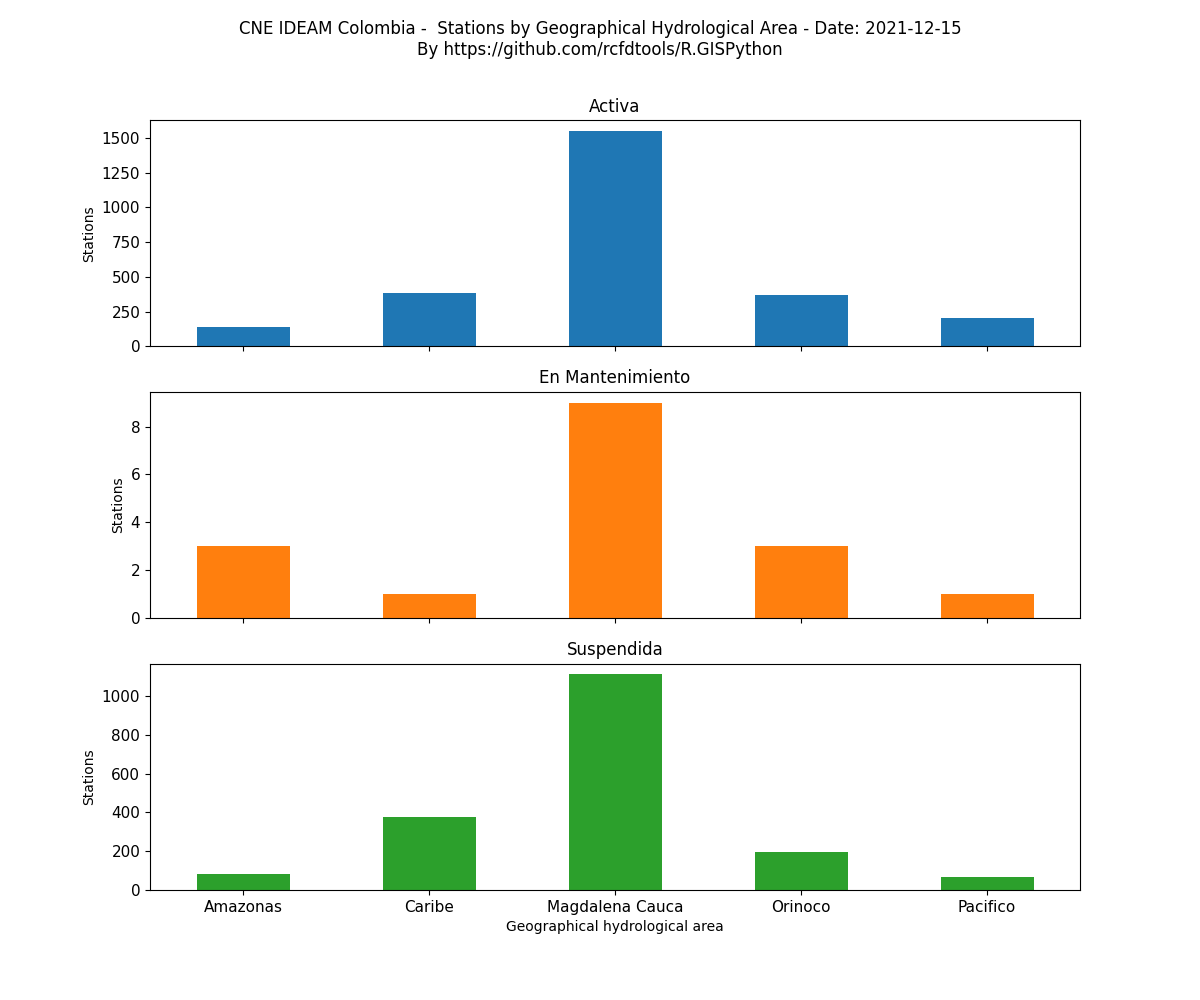 CNE IDEAM Colombia -  Stations by Geographical Hydrological Area - Date: 2021-12-15
By https://github.com/rcfdtools/R.GISPython
Activa
1500
1250
1000
750
500
250
0
Stations
En Mantenimiento
8
6
4
2
0
Stations
Suspendida
1000
800
600
400
200
0
Stations
Amazonas
Caribe
Magdalena Cauca
Orinoco
Pacifico
Geographical hydrological area